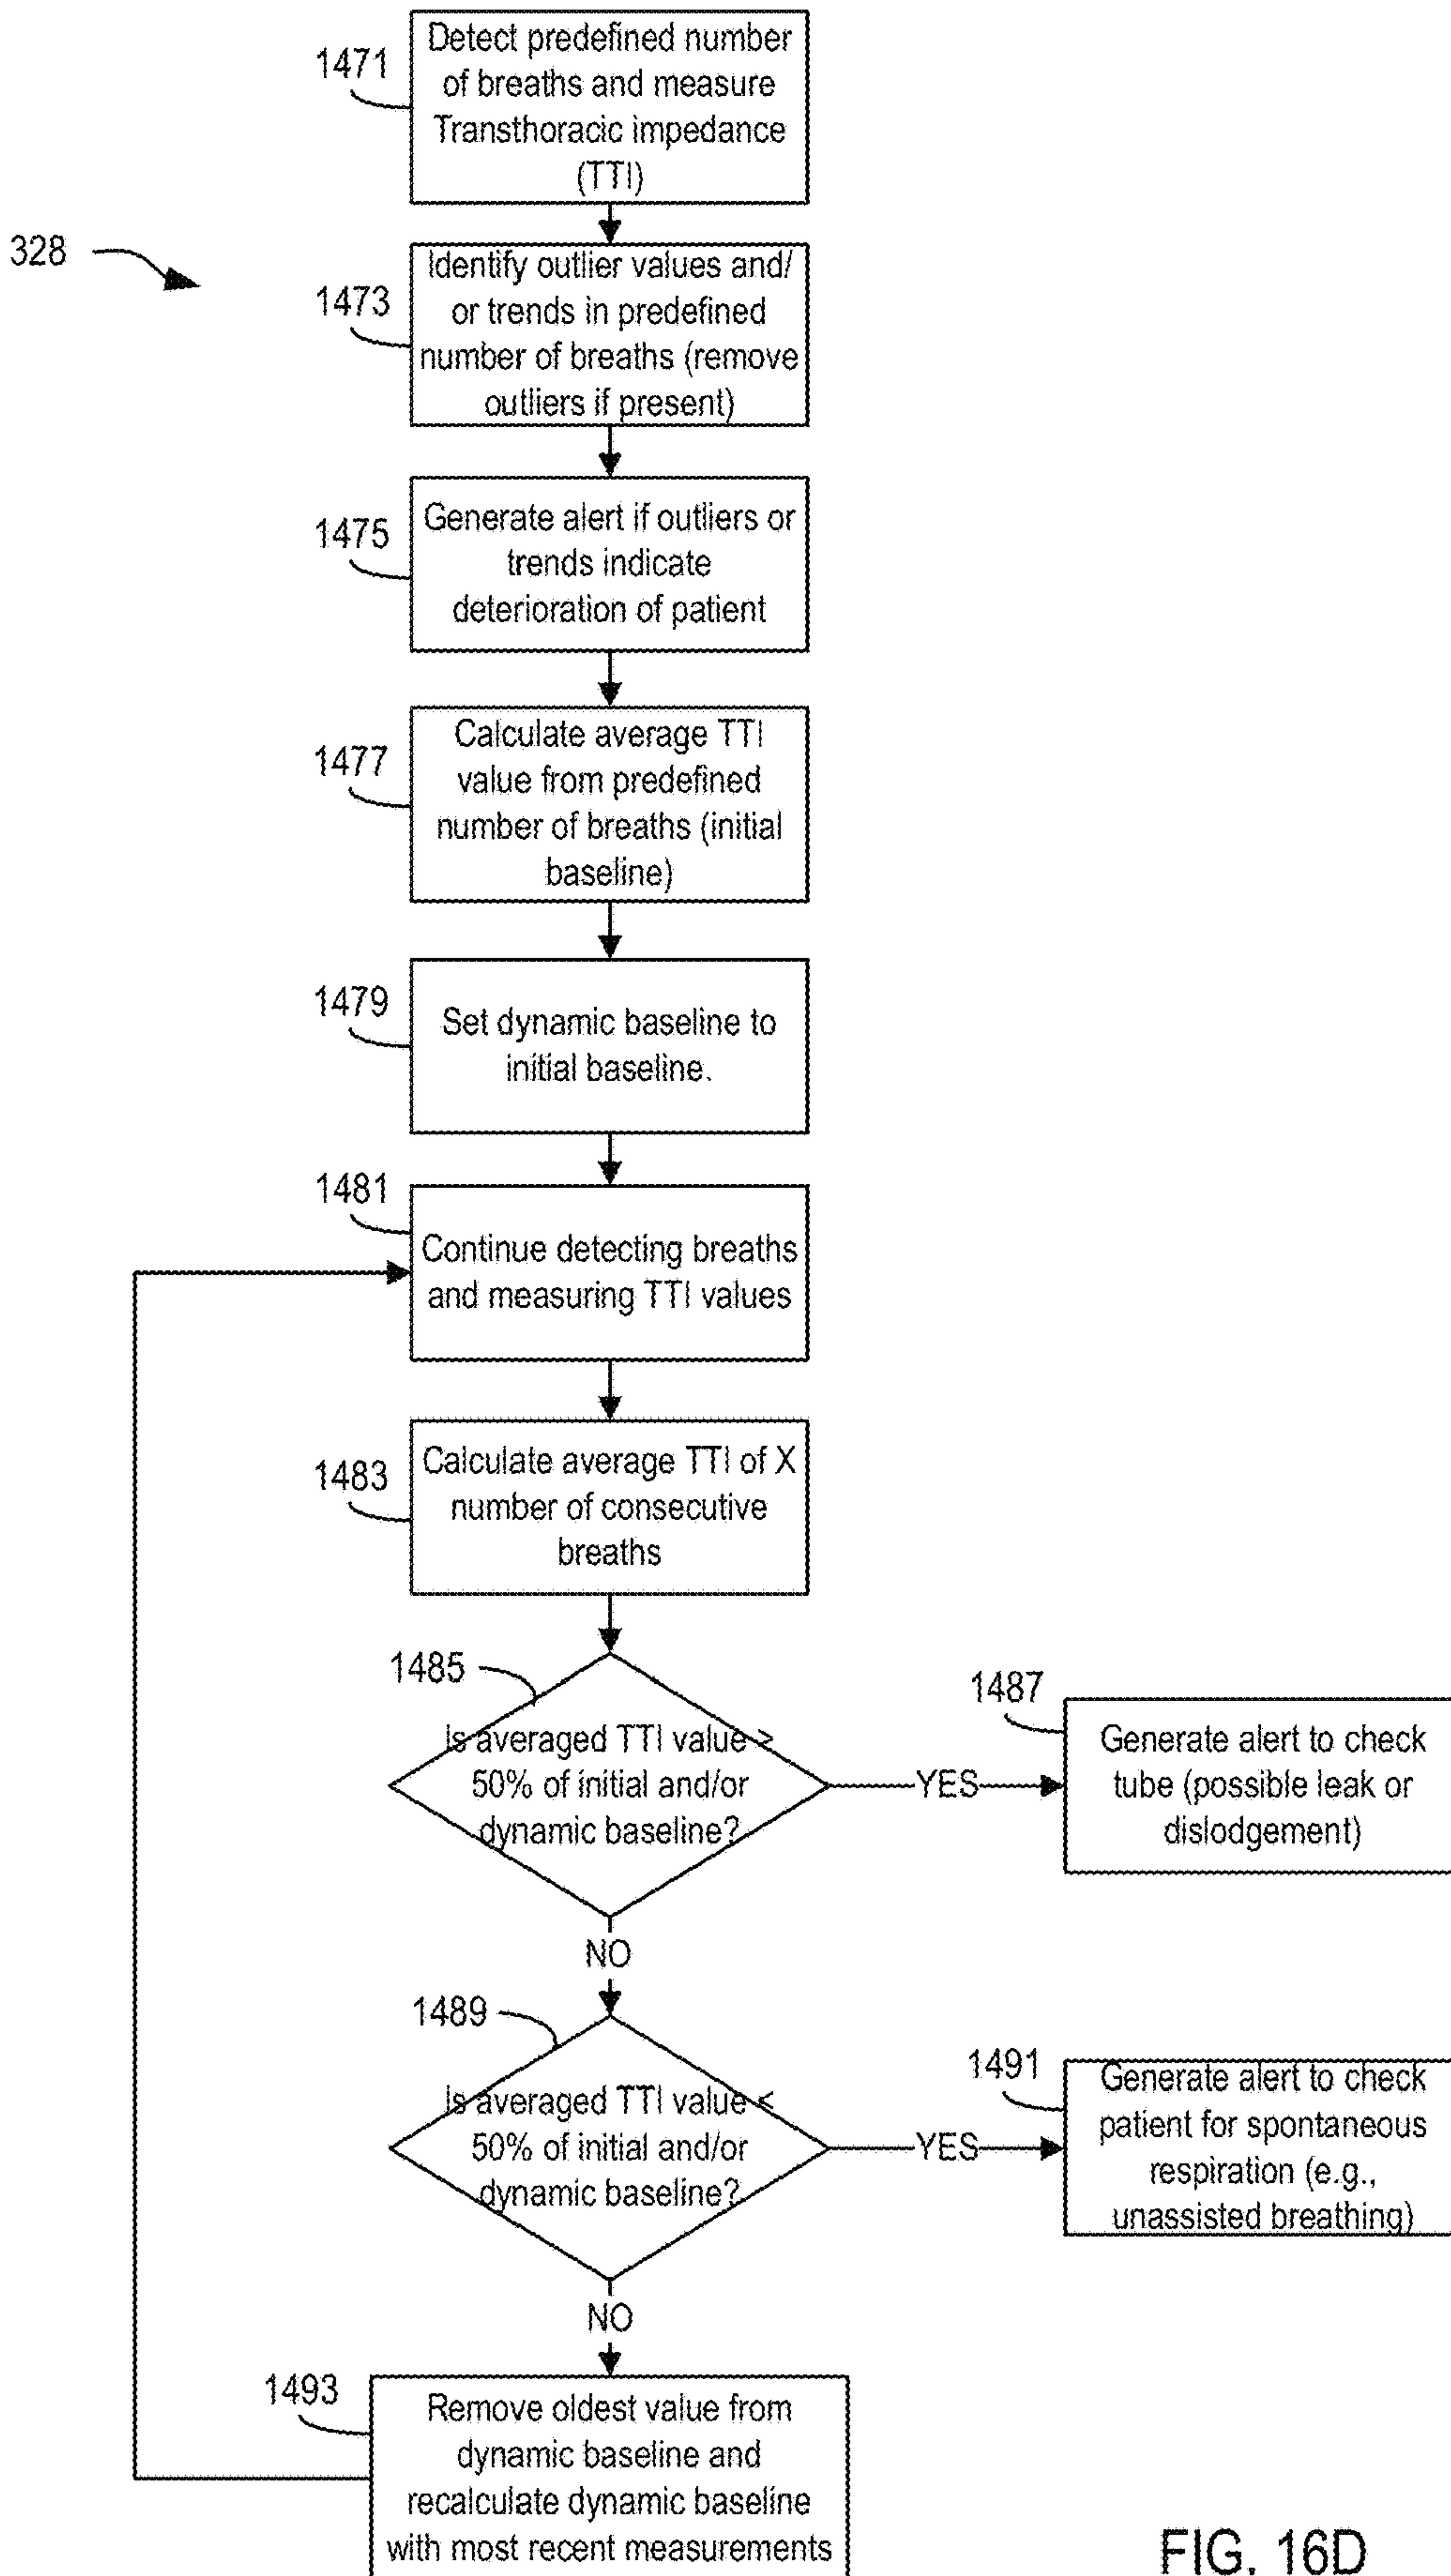 1471
Detect predefined number
of breaths and measure
Transthoracic impedance
(TTI)
328
1473
Identify outlier values and/
or trends in predefined
number of breaths (remove
outliers if present)
1475
Generate alert if outliers or
trends indicate
deterioration of patient
1477
Calculate average TTI
value from predefined
number of breaths (initial
baseline)
1479
Set dynamic baseline to
initial baseline.
1481
Continue detecting breaths
and measuring TTI values
1483
Calculate average TTI of X
number of consecutive
breaths
1485
Is averaged TTI value >
50% of initial and/or
dynamic baseline?
YES
1487
Generate alert to check
tube (possible leak or
dislodgement)
NO
1489
Is averaged TTI value <
50% of initial and/or
dynamic baseline?
YES
1491
Generate alert to check
patient for spontaneous
respiration (e.g.,
unassisted breathing)
NO
1493
Remove oldest value from
dynamic baseline and
recalculate dynamic baseline
with most recent measurements
FIG. 16D